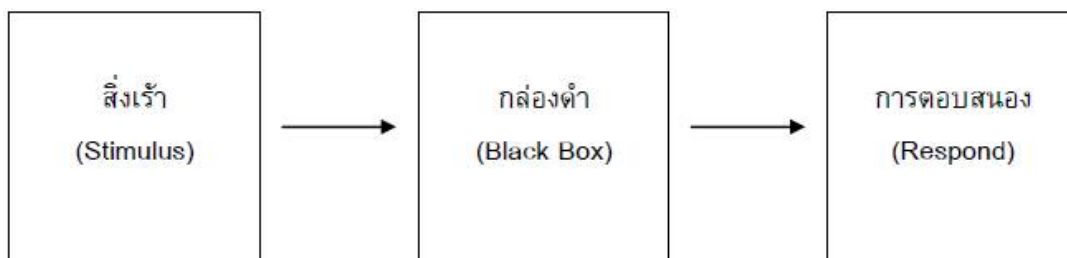 สิ่งเร้า
(Stimulus)
กล่องดำ
(Black Box)
การตอบสนอง
(Respond)